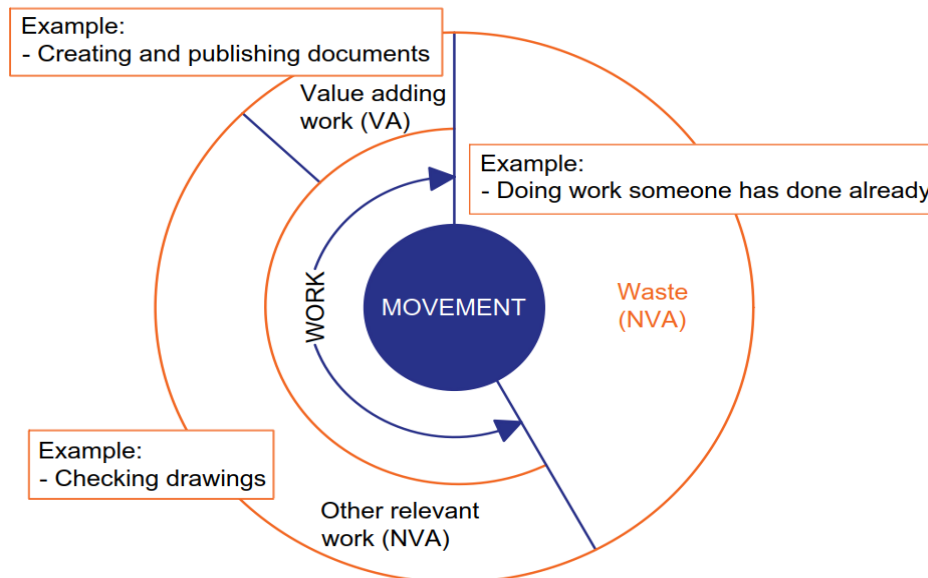 Example:
- Creating and publishing documents
Value adding
work (VA)
Example:
- Doing work someone has done already
WORK
MOVEMENT
Waste
(NVA)
Example:
- Checking drawings
Other relevant
work (NVA)